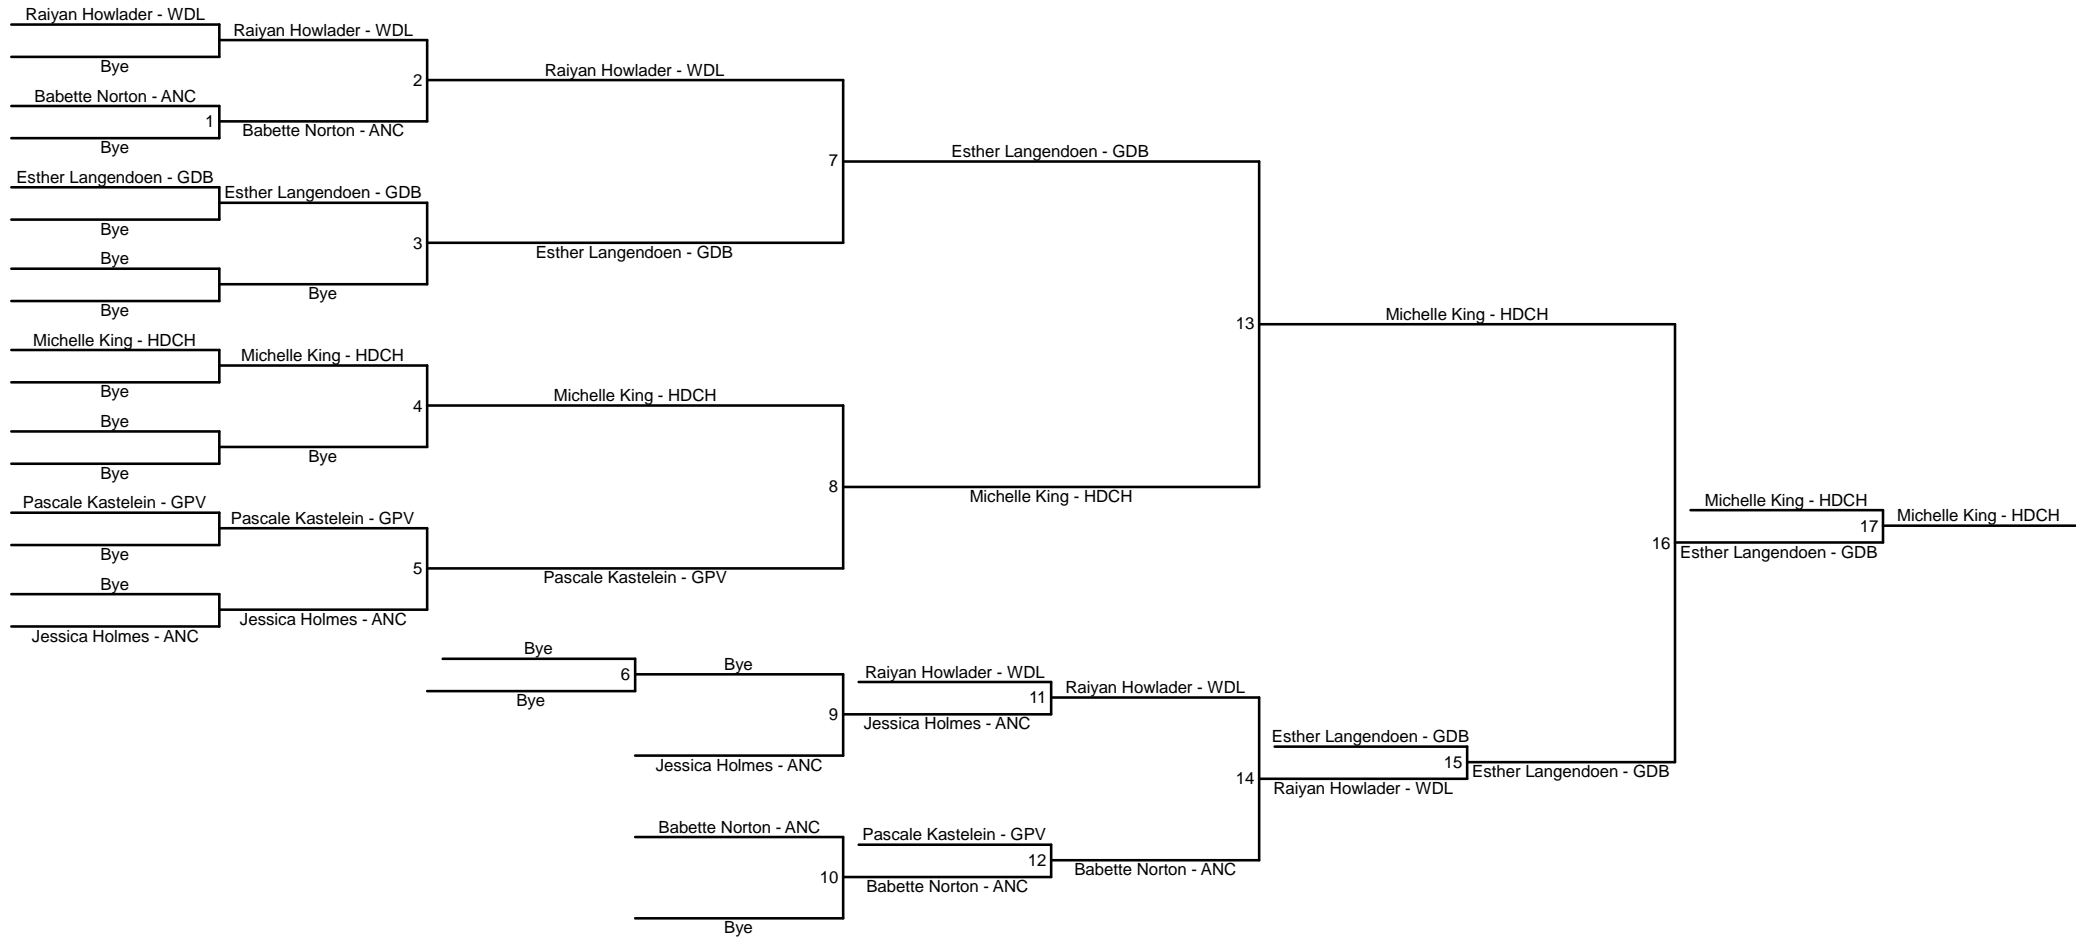 Raiyan Howlader - WDL
Raiyan Howlader - WDL
Bye
2
Raiyan Howlader - WDL
Babette Norton - ANC
1
Babette Norton - ANC
Bye
7
Esther Langendoen - GDB
Esther Langendoen - GDB
Esther Langendoen - GDB
Bye
3
Esther Langendoen - GDB
Bye
Bye
Bye
13
Michelle King - HDCH
Michelle King - HDCH
Michelle King - HDCH
Bye
4
Michelle King - HDCH
Bye
Bye
Bye
8
Michelle King - HDCH
Pascale Kastelein - GPV
Pascale Kastelein - GPV
Bye
5
Pascale Kastelein - GPV
Bye
Jessica Holmes - ANC
Jessica Holmes - ANC
16
Michelle King - HDCH
17
Michelle King - HDCH
Esther Langendoen - GDB
Bye
6
Bye
Bye
9
Raiyan Howlader - WDL
11
Raiyan Howlader - WDL
Jessica Holmes - ANC
Jessica Holmes - ANC
14
Esther Langendoen - GDB
15
Esther Langendoen - GDB
Raiyan Howlader - WDL
Babette Norton - ANC
10
Pascale Kastelein - GPV
12
Babette Norton - ANC
Babette Norton - ANC
Bye